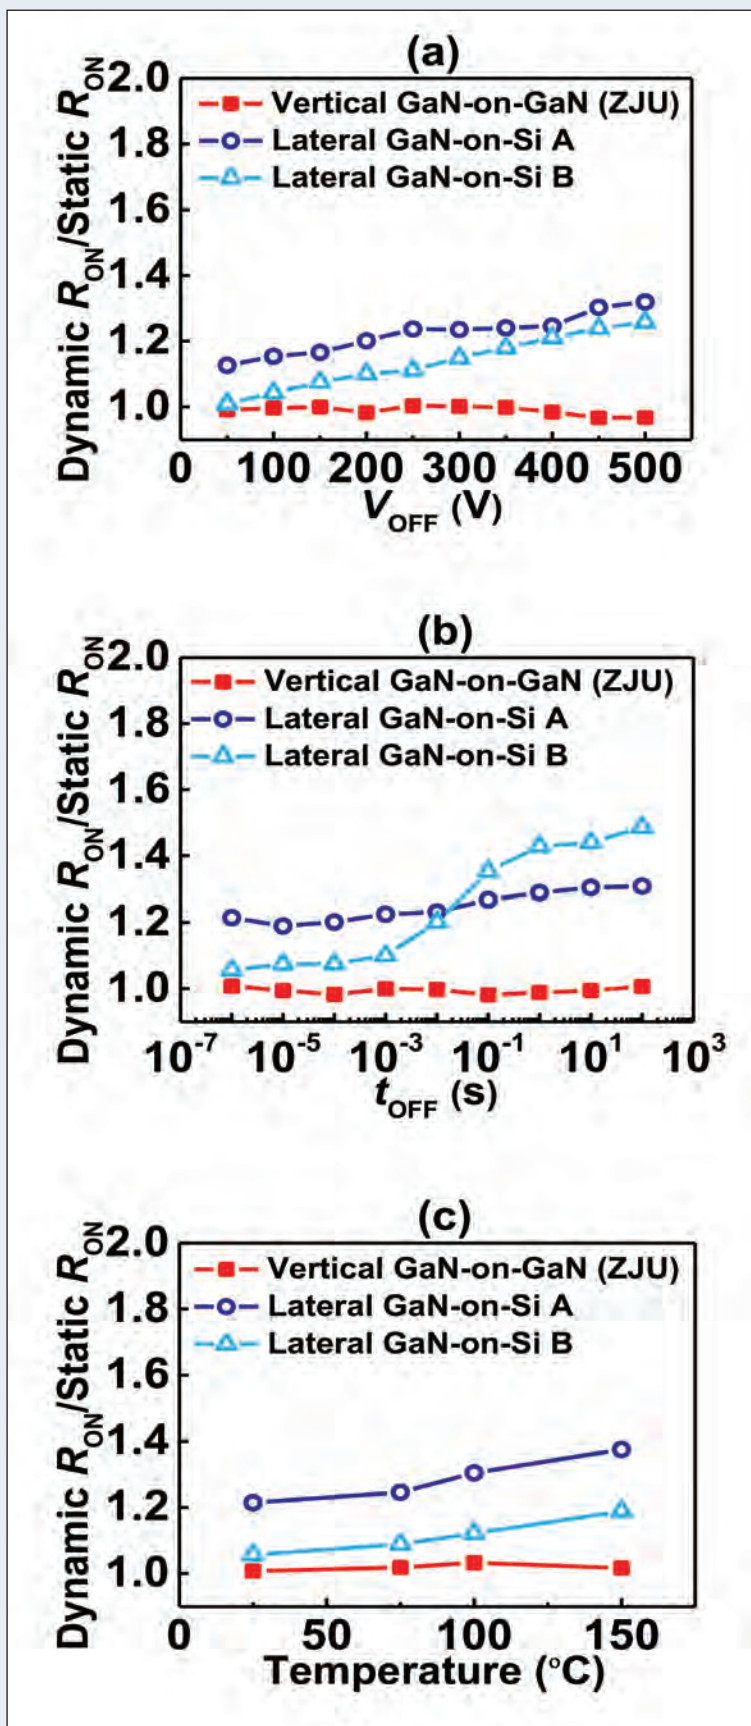 (a)
2.0
1.8
1.6
1.4
1.2
1.0
Dynamic RON/Static RON
Vertical GaN-on-GaN (ZJU)
Lateral GaN-on-Si A
Lateral GaN-on-Si B
0 100 200 300 400 500
VOFF (V)
(b)
2.0
1.8
1.6
1.4
1.2
1.0
Dynamic RON/Static RON
Vertical GaN-on-GaN (ZJU)
Lateral GaN-on-Si A
Lateral GaN-on-Si B
10⁻⁷ 10⁻⁵ 10⁻³ 10⁻¹ 10¹ 10³
tOFF (s)
(c)
2.0
1.8
1.6
1.4
1.2
1.0
Dynamic RON/Static RON
Vertical GaN-on-GaN (ZJU)
Lateral GaN-on-Si A
Lateral GaN-on-Si B
0 50 100 150
Temperature (°C)